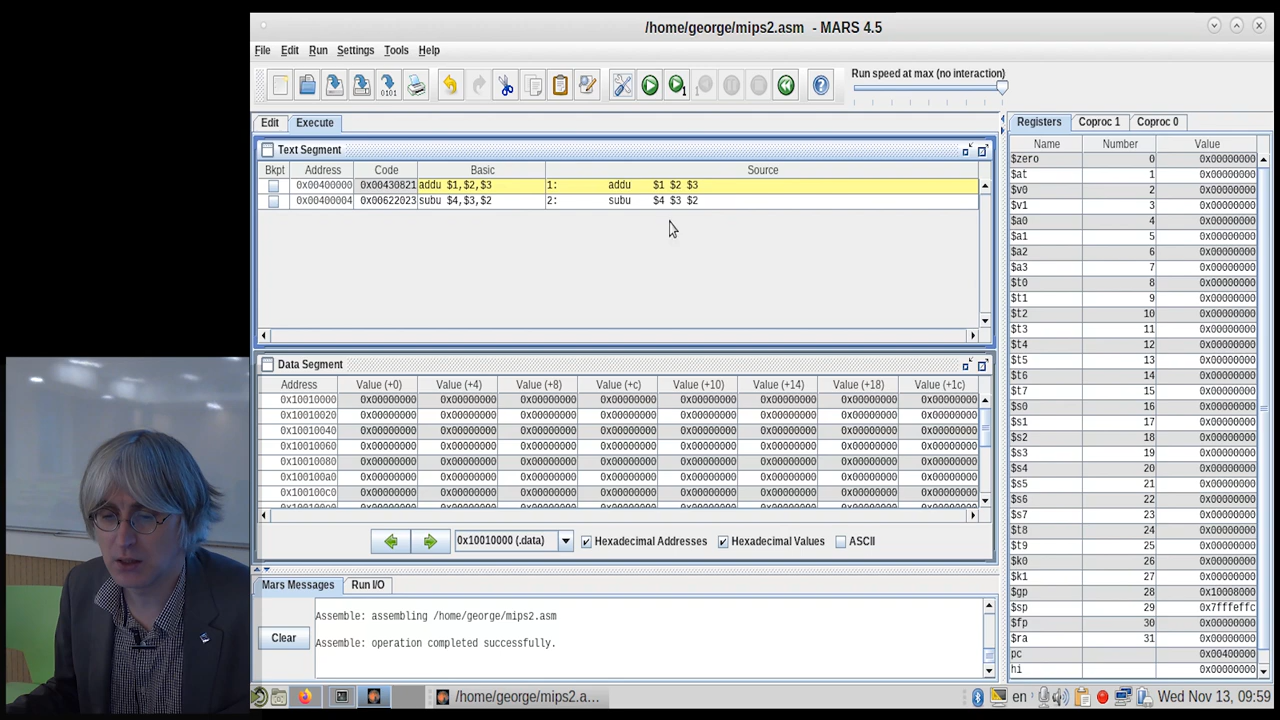 /home/george/mips2.asm - MARS 4.5
File Edit Run Settings Tools Help
Run speed at max (no interaction)
Edit Execute
Text Segment
Bkpt Address Code Basic Source
0x00400000 0x00430821 addu $1,$2,$3 1: addu $1 $2 $3
0x00400004 0x00622023 subu $4,$3,$2 2: subu $4 $3 $2
Data Segment
Address Value (+0) Value (+4) Value (+8) Value (+c) Value (+10) Value (+14) Value (+18) Value (+1c)
0x10010000 0x00000000 0x00000000 0x00000000 0x00000000 0x00000000 0x00000000 0x00000000 0x00000000
0x10010020 0x00000000 0x00000000 0x00000000 0x00000000 0x00000000 0x00000000 0x00000000 0x00000000
0x10010040 0x00000000 0x00000000 0x00000000 0x00000000 0x00000000 0x00000000 0x00000000 0x00000000
0x10010060 0x00000000 0x00000000 0x00000000 0x00000000 0x00000000 0x00000000 0x00000000 0x00000000
0x10010080 0x00000000 0x00000000 0x00000000 0x00000000 0x00000000 0x00000000 0x00000000 0x00000000
0x100100a0 0x00000000 0x00000000 0x00000000 0x00000000 0x00000000 0x00000000 0x00000000 0x00000000
0x100100c0 0x00000000 0x00000000 0x00000000 0x00000000 0x00000000 0x00000000 0x00000000 0x00000000
0x10010000 (.data) Hexadecimal Addresses Hexadecimal Values ASCII
Mars Messages Run I/O
Assemble: assembling /home/george/mips2.asm
Clear
Assemble: operation completed successfully.
Registers Coproc 1 Coproc 0
Name Number Value
$zero 0 0x00000000
$at 1 0x00000000
$v0 2 0x00000000
$v1 3 0x00000000
$a0 4 0x00000000
$a1 5 0x00000000
$a2 6 0x00000000
$a3 7 0x00000000
$t0 8 0x00000000
$t1 9 0x00000000
$t2 10 0x00000000
$t3 11 0x00000000
$t4 12 0x00000000
$t5 13 0x00000000
$t6 14 0x00000000
$t7 15 0x00000000
$s0 16 0x00000000
$s1 17 0x00000000
$s2 18 0x00000000
$s3 19 0x00000000
$s4 20 0x00000000
$s5 21 0x00000000
$s6 22 0x00000000
$s7 23 0x00000000
$t8 24 0x00000000
$t9 25 0x00000000
$k0 26 0x00000000
$k1 27 0x00000000
$gp 28 0x10008000
$sp 29 0x7fffeffc
$fp 30 0x00000000
$ra 31 0x00000000
pc 0x00400000
hi 0x00000000
/home/george/mips2.a... en Wed Nov 13, 09:59